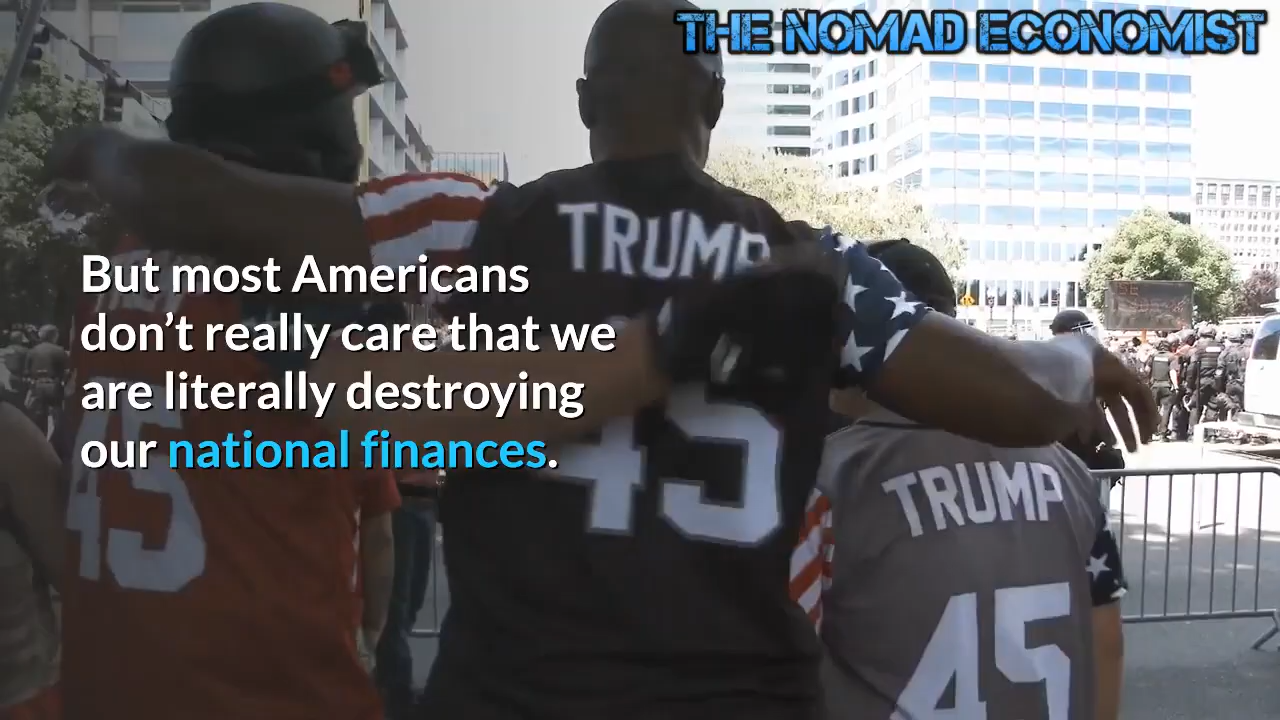 THE NOMAD ECONOMIST
But most Americans
don’t really care that we
are literally destroying
our national finances.
TRUMP
45
45
TRUMP
45